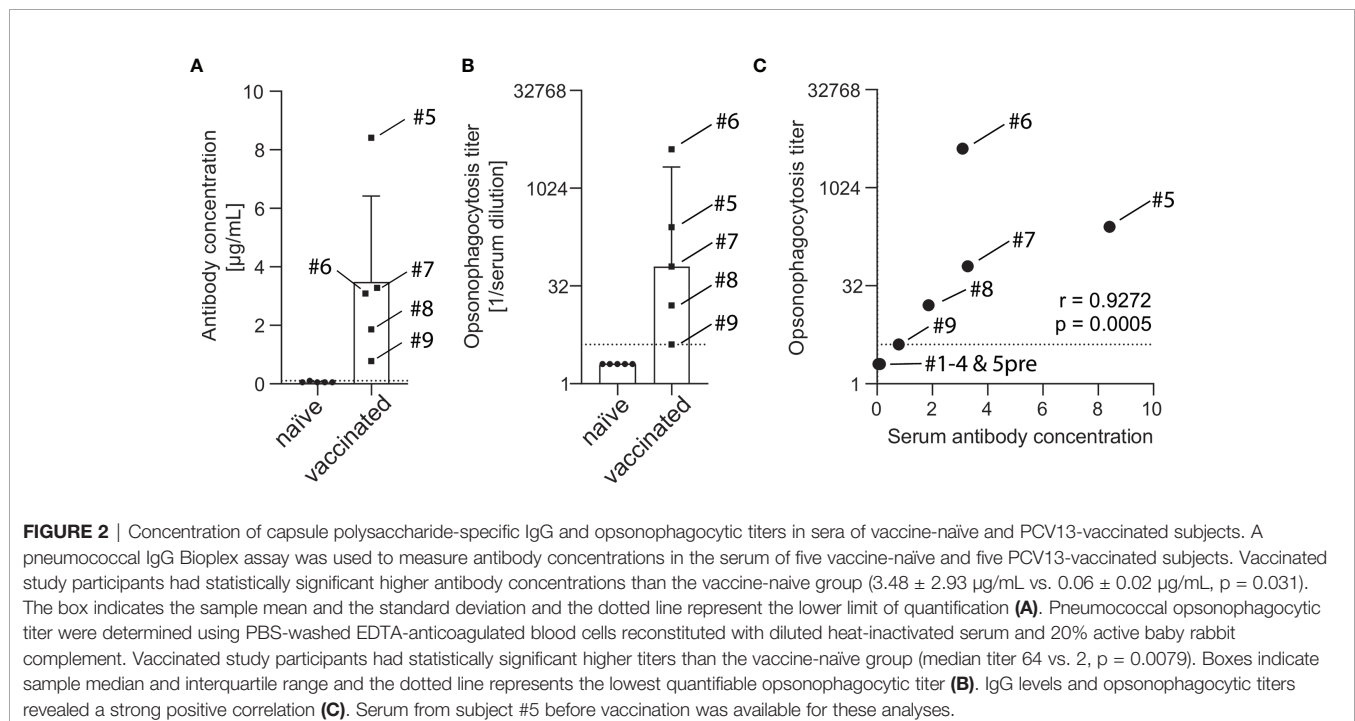 A
Antibody concentration
[µg/mL]
10
8
6
4
2
0
#5
#6
#7
#8
#9
naïve
vaccinated
B
Opsonophagocytosis titer
[1/serum dilution]
32768
1024
32
1
#6
#5
#7
#8
#9
naïve
vaccinated
C
Opsonophagocytosis titer
32768
1024
32
1
#6
#5
#7
#8
#9
#1-4 & 5pre
r = 0.9272
p = 0.0005
0 2 4 6 8 10
Serum antibody concentration
FIGURE 2 | Concentration of capsule polysaccharide-specific IgG and opsonophagocytic titers in sera of vaccine-naïve and PCV13-vaccinated subjects. A
pneumococcal IgG Bioplex assay was used to measure antibody concentrations in the serum of five vaccine-naïve and five PCV13-vaccinated subjects. Vaccinated
study participants had statistically significant higher antibody concentrations than the vaccine-naive group (3.48 ± 2.93 µg/mL vs. 0.06 ± 0.02 µg/mL, p = 0.031).
The box indicates the sample mean and the standard deviation and the dotted line represent the lower limit of quantification (A). Pneumococcal opsonophagocytic
titer were determined using PBS-washed EDTA-anticoagulated blood cells reconstituted with diluted heat-inactivated serum and 20% active baby rabbit
complement. Vaccinated study participants had statistically significant higher titers than the vaccine-naïve group (median titer 64 vs. 2, p = 0.0079). Boxes indicate
sample median and interquartile range and the dotted line represents the lowest quantifiable opsonophagocytic titer (B). IgG levels and opsonophagocytic titers
revealed a strong positive correlation (C). Serum from subject #5 before vaccination was available for these analyses.